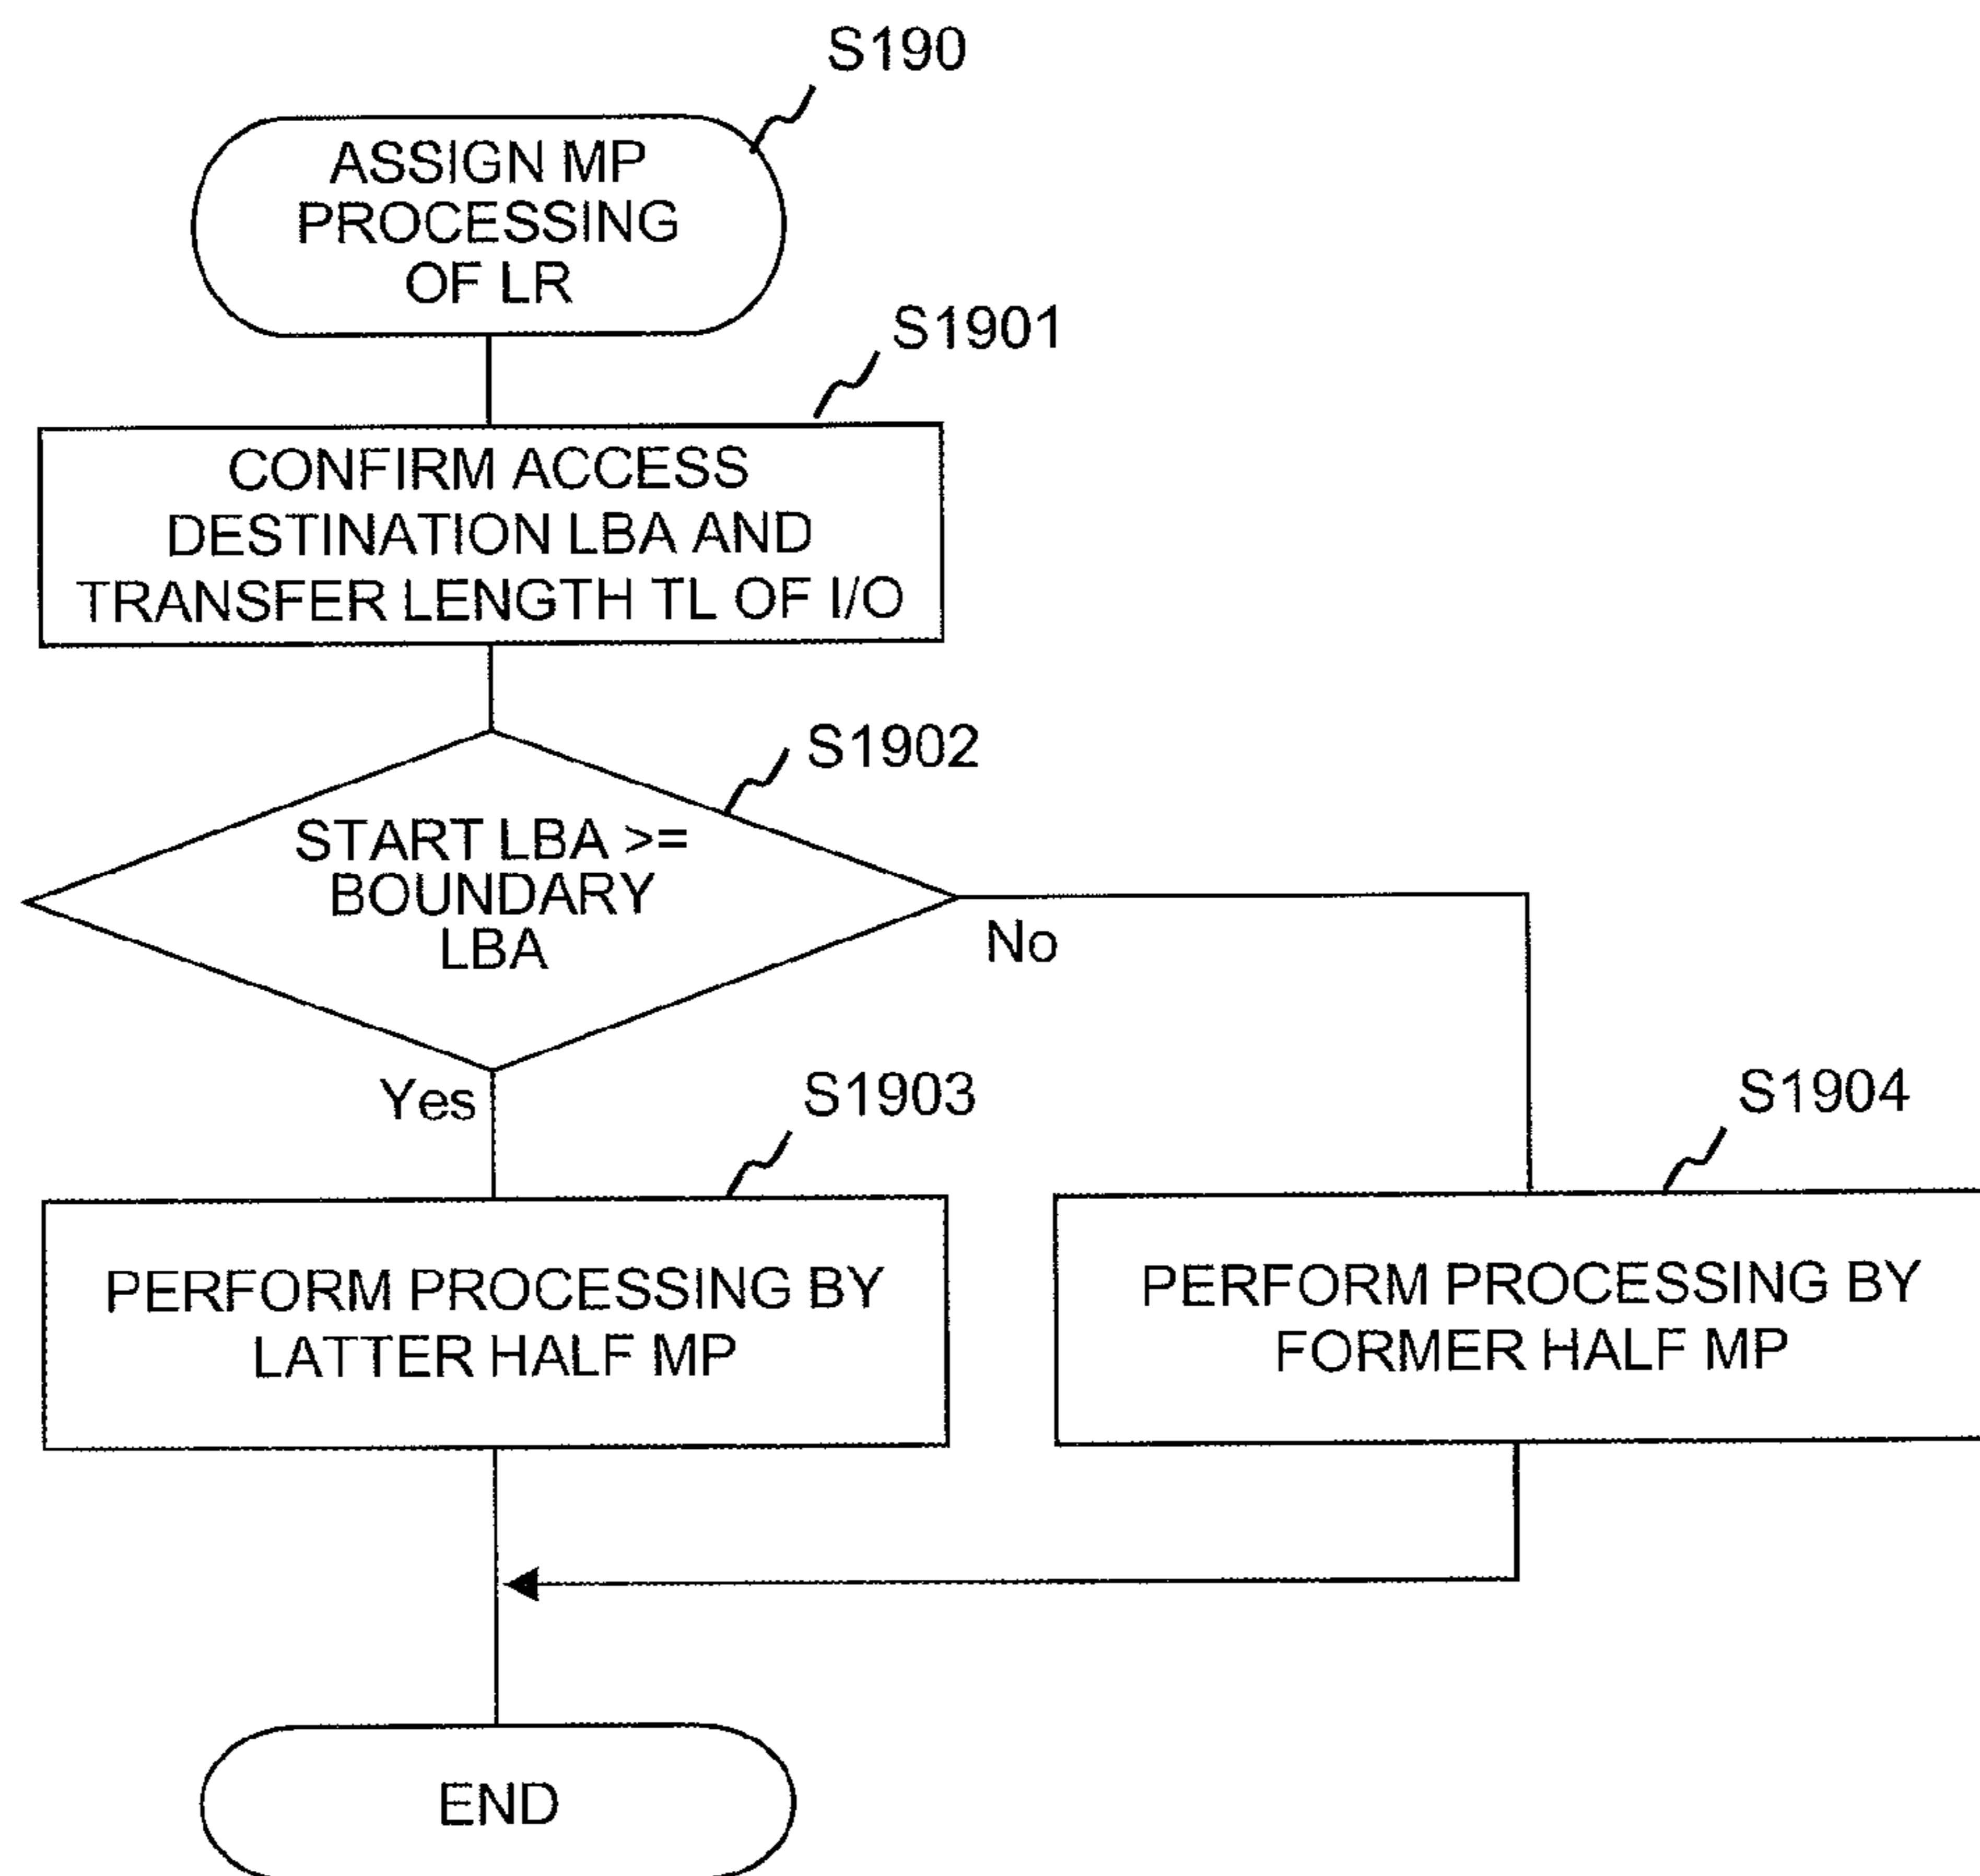 S190
ASSIGN MP
PROCESSING
OF LR
S1901
CONFIRM ACCESS
DESTINATION LBA AND
TRANSFER LENGTH TL OF I/O
S1902
START LBA >=
BOUNDARY
LBA
No
Yes
S1903
PERFORM PROCESSING BY
LATTER HALF MP
S1904
PERFORM PROCESSING BY
FORMER HALF MP
END